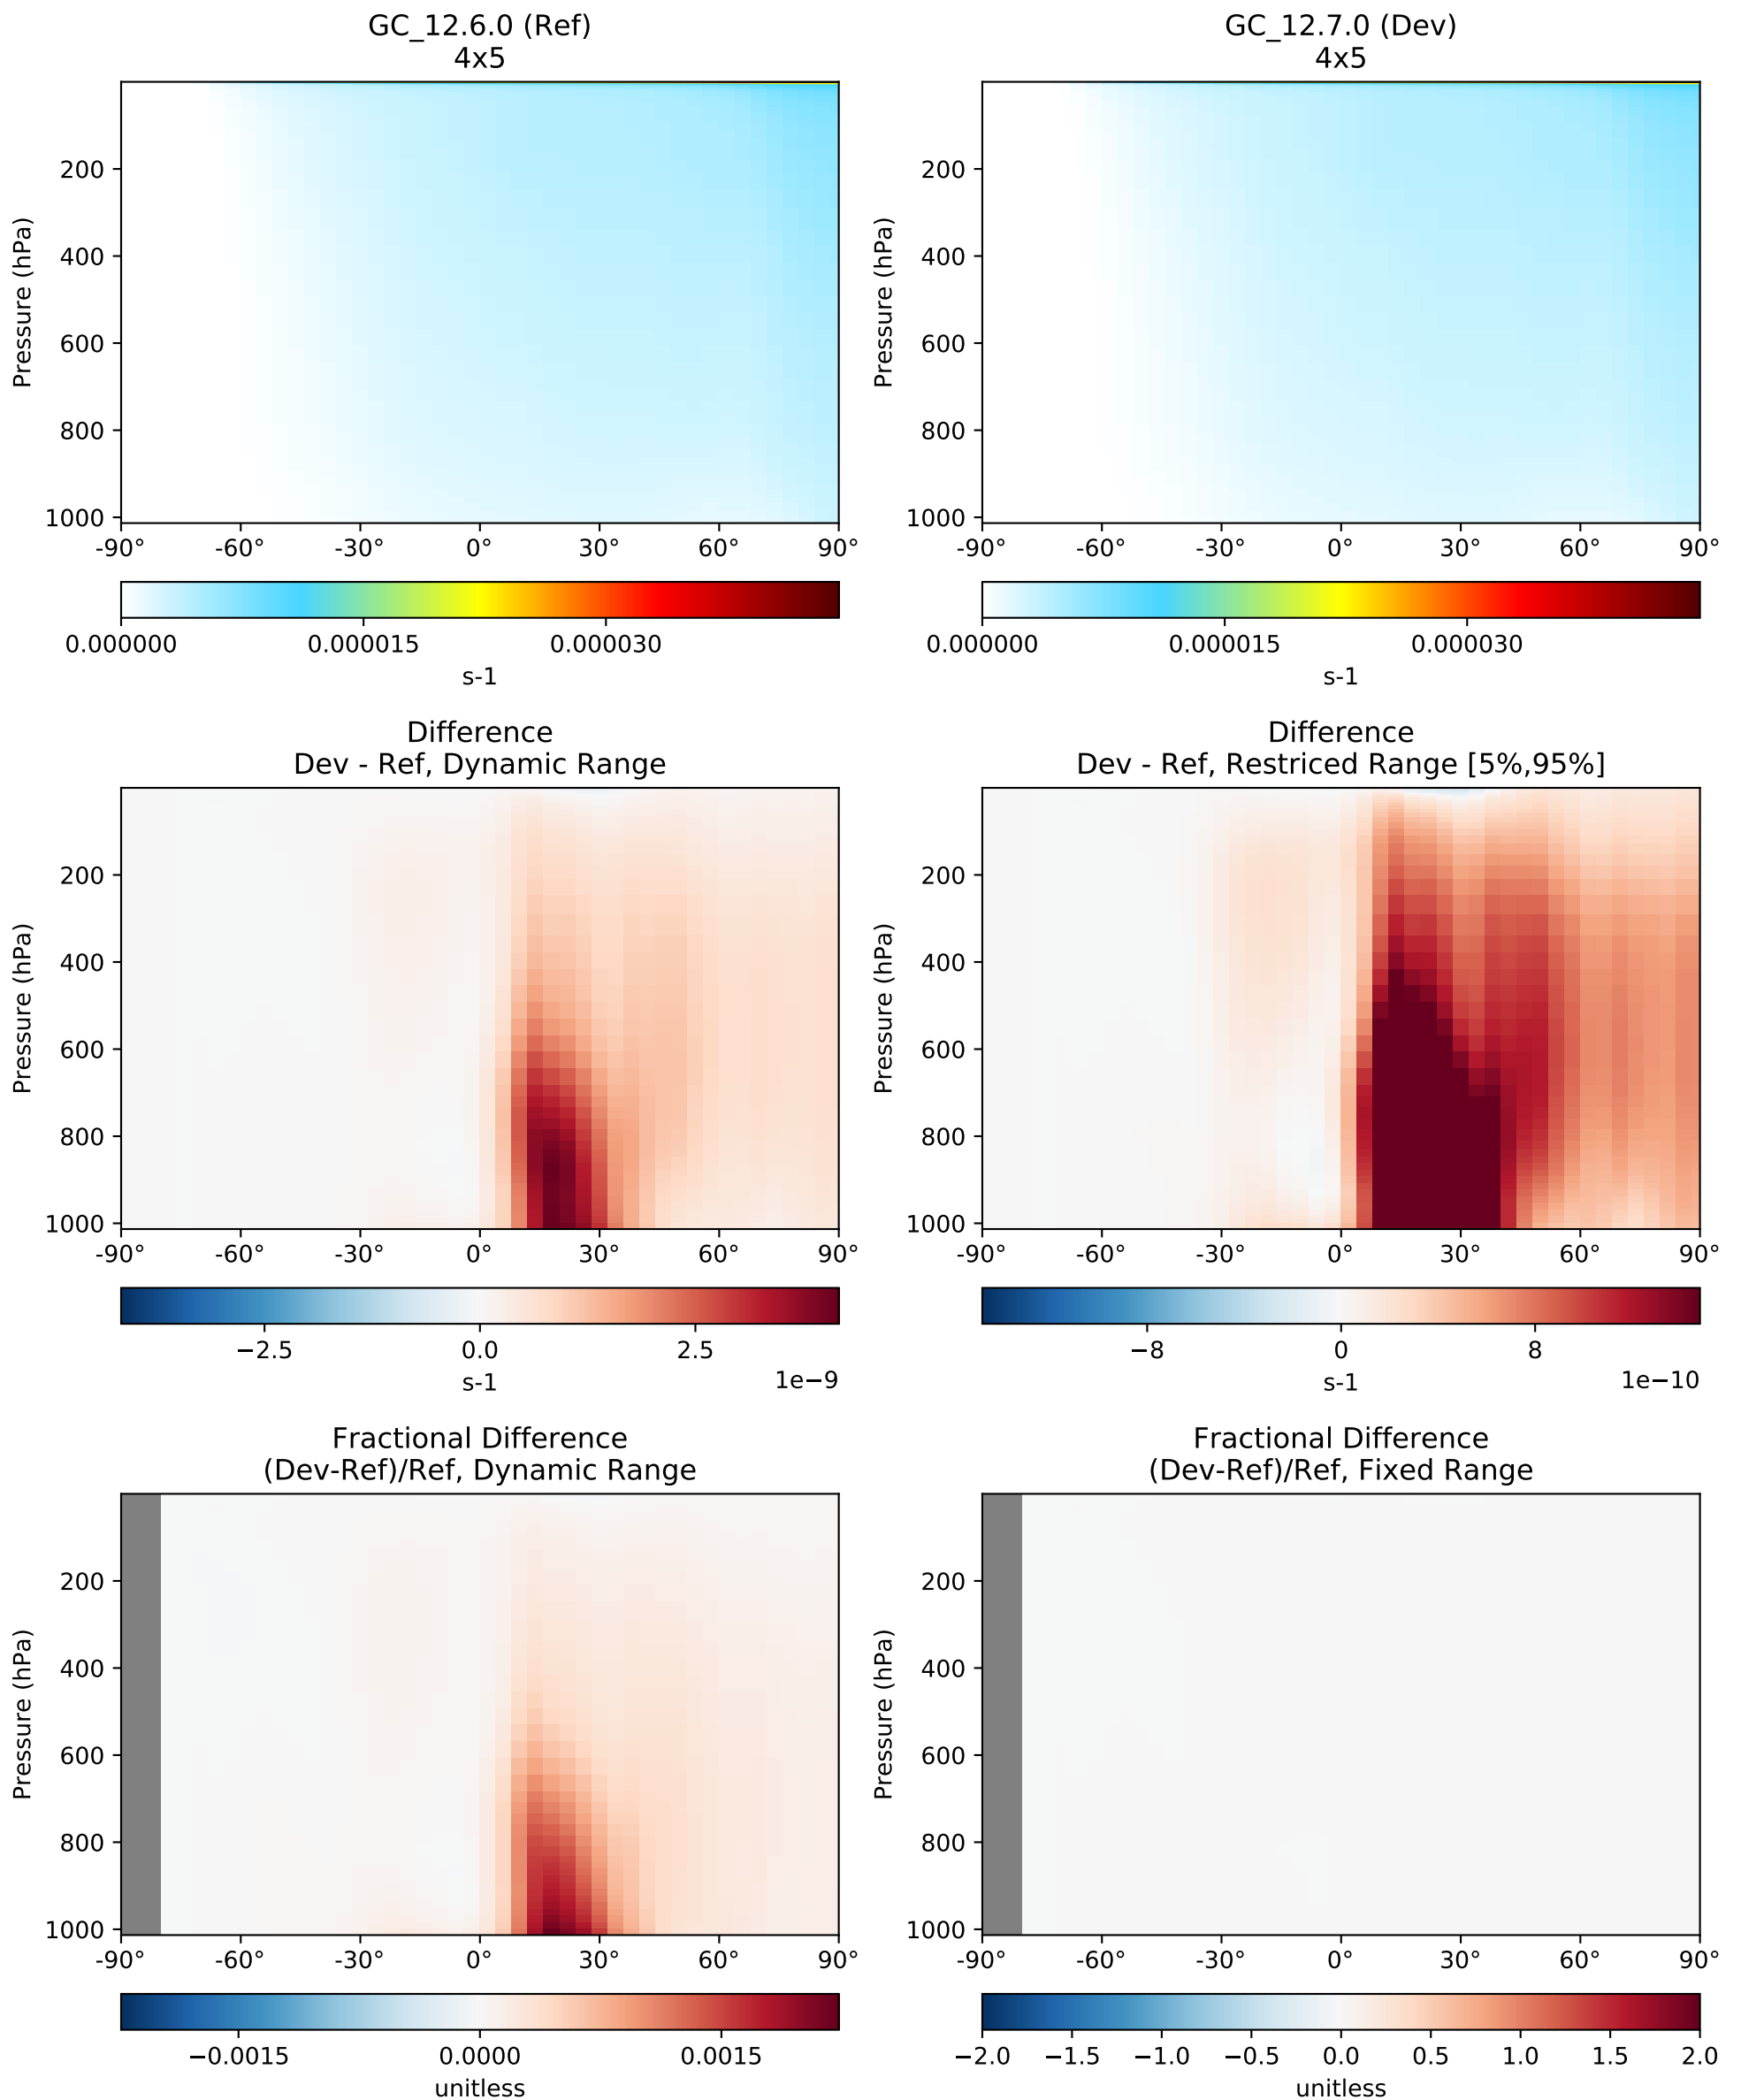 GC_12.6.0 (Ref)
4x5
Pressure (hPa)
200
400
600
800
1000
-90° -60° -30° 0° 30° 60° 90°
0.000000 0.000015 0.000030
s-1
GC_12.7.0 (Dev)
4x5
Pressure (hPa)
200
400
600
800
1000
-90° -60° -30° 0° 30° 60° 90°
0.000000 0.000015 0.000030
s-1
Difference
Dev - Ref, Dynamic Range
Pressure (hPa)
200
400
600
800
1000
-90° -60° -30° 0° 30° 60° 90°
−2.5 0.0 2.5
s-1 1e−9
Difference
Dev - Ref, Restriced Range [5%,95%]
Pressure (hPa)
200
400
600
800
1000
-90° -60° -30° 0° 30° 60° 90°
−8 0 8
s-1 1e−10
Fractional Difference
(Dev-Ref)/Ref, Dynamic Range
Pressure (hPa)
200
400
600
800
1000
-90° -60° -30° 0° 30° 60° 90°
−0.0015 0.0000 0.0015
unitless
Fractional Difference
(Dev-Ref)/Ref, Fixed Range
Pressure (hPa)
200
400
600
800
1000
-90° -60° -30° 0° 30° 60° 90°
−2.0 −1.5 −1.0 −0.5 0.0 0.5 1.0 1.5 2.0
unitless